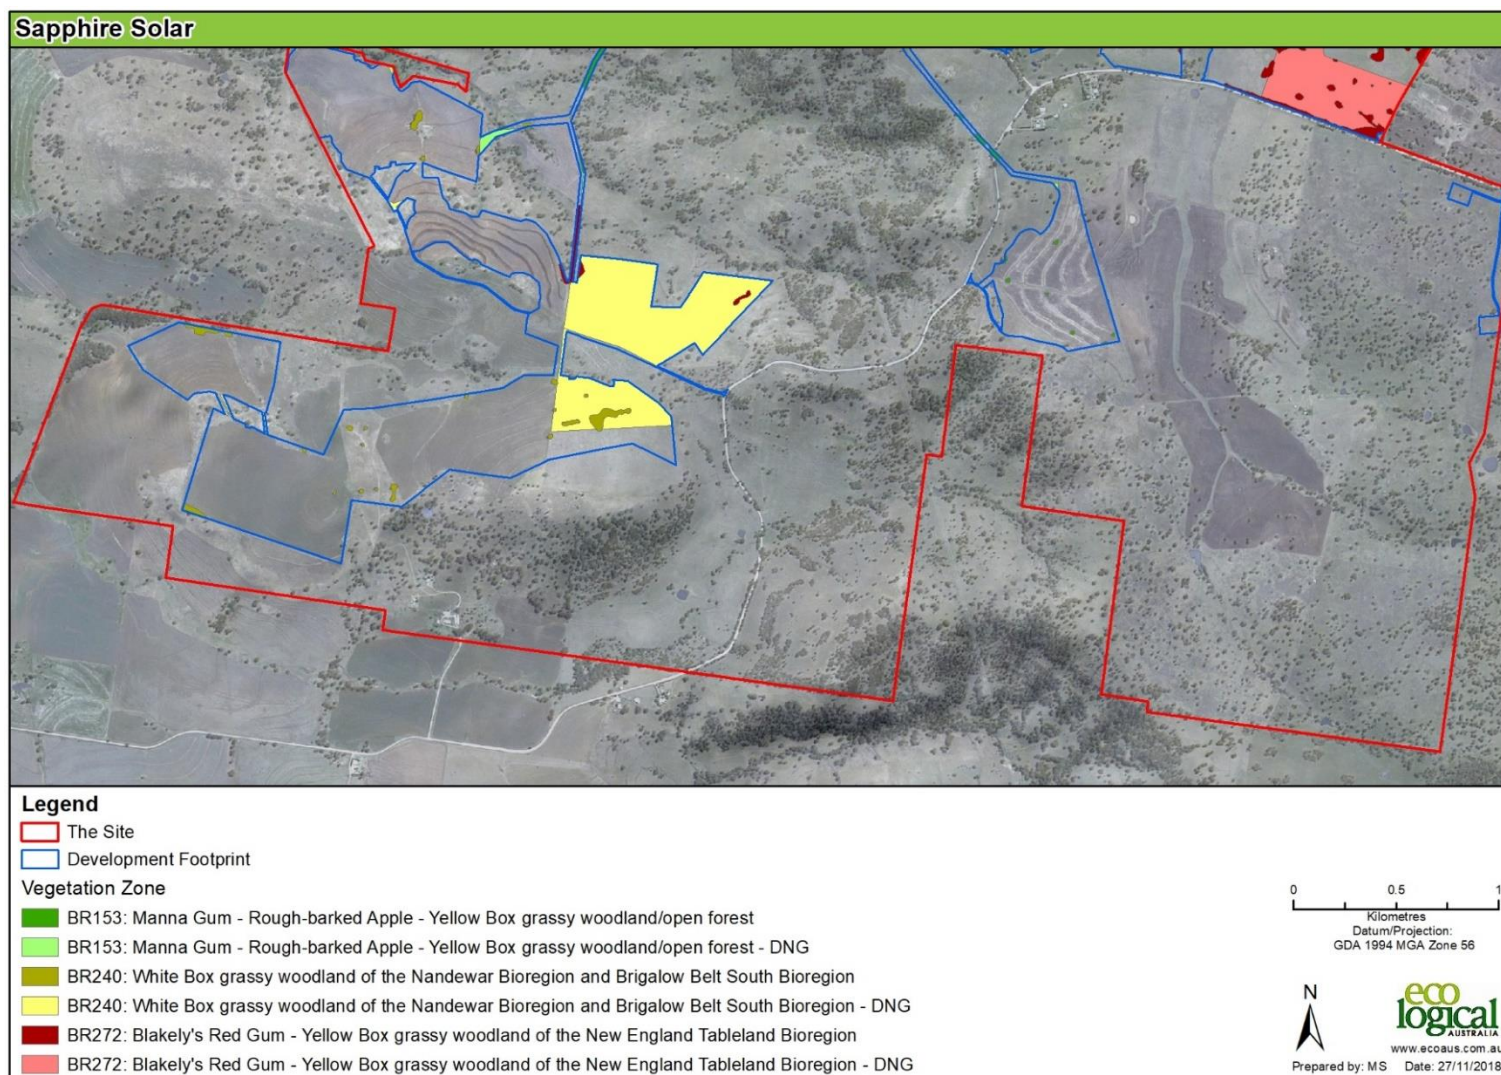 Sapphire Solar
Legend
The Site
Development Footprint
Vegetation Zone
BR153: Manna Gum - Rough-barked Apple - Yellow Box grassy woodland/open forest
BR153: Manna Gum - Rough-barked Apple - Yellow Box grassy woodland/open forest - DNG
BR240: White Box grassy woodland of the Nandewar Bioregion and Brigalow Belt South Bioregion
BR240: White Box grassy woodland of the Nandewar Bioregion and Brigalow Belt South Bioregion - DNG
BR272: Blakely's Red Gum - Yellow Box grassy woodland of the New England Tableland Bioregion
BR272: Blakely's Red Gum - Yellow Box grassy woodland of the New England Tableland Bioregion - DNG
0 0.5 1
Kilometres
Datum/Projection:
GDA 1994 MGA Zone 56
N
eco
logical
AUSTRALIA
www.ecoaus.com.au
Prepared by: MS Date: 27/11/2018